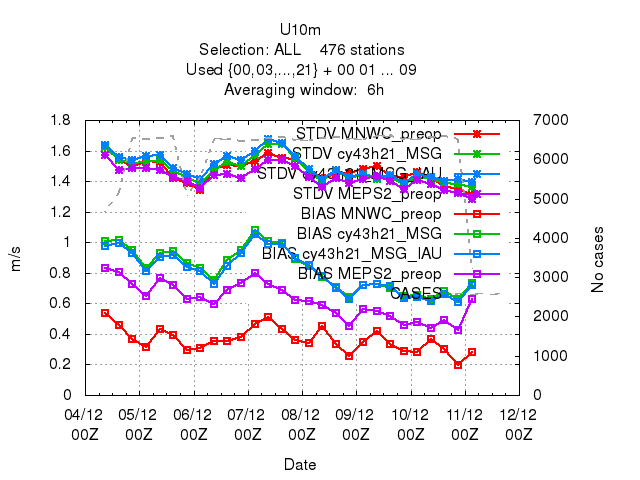 U10m
Selection: ALL 476 stations
Used {00,03,...,21} + 00 01 ... 09
Averaging window: 6h
STDV MNWC_preop
STDV cy43h21_MSG
STDV cy43h21_MSG_IAU
STDV MEPS2_preop
BIAS MNWC_preop
BIAS cy43h21_MSG
BIAS cy43h21_MSG_IAU
BIAS MEPS2_preop
CASES
1.8
1.6
1.4
1.2
1
0.8
0.6
0.4
0.2
0
m/s
7000
6000
5000
4000
3000
2000
1000
0
No cases
04/12 05/12 06/12 07/12 08/12 09/12 10/12 11/12 12/12
00Z 00Z 00Z 00Z 00Z 00Z 00Z 00Z 00Z
Date